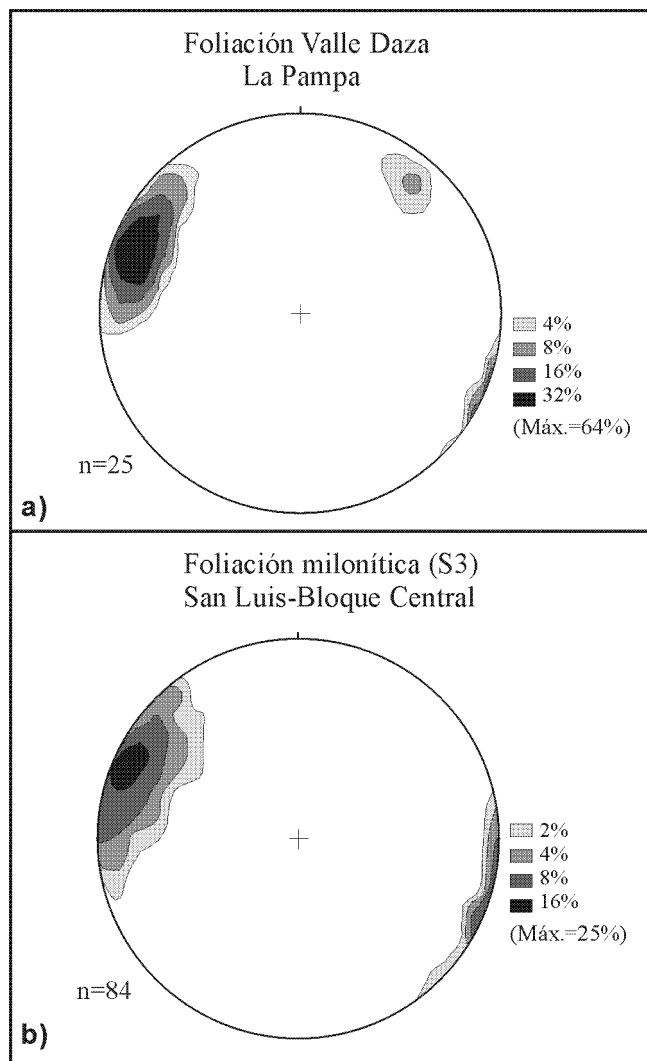 Foliación Valle Daza
La Pampa
4%
8%
16%
32%
(Máx.=64%)
n=25
a)
Foliación milonítica (S3)
San Luis-Bloque Central
2%
4%
8%
16%
(Máx.=25%)
n=84
b)